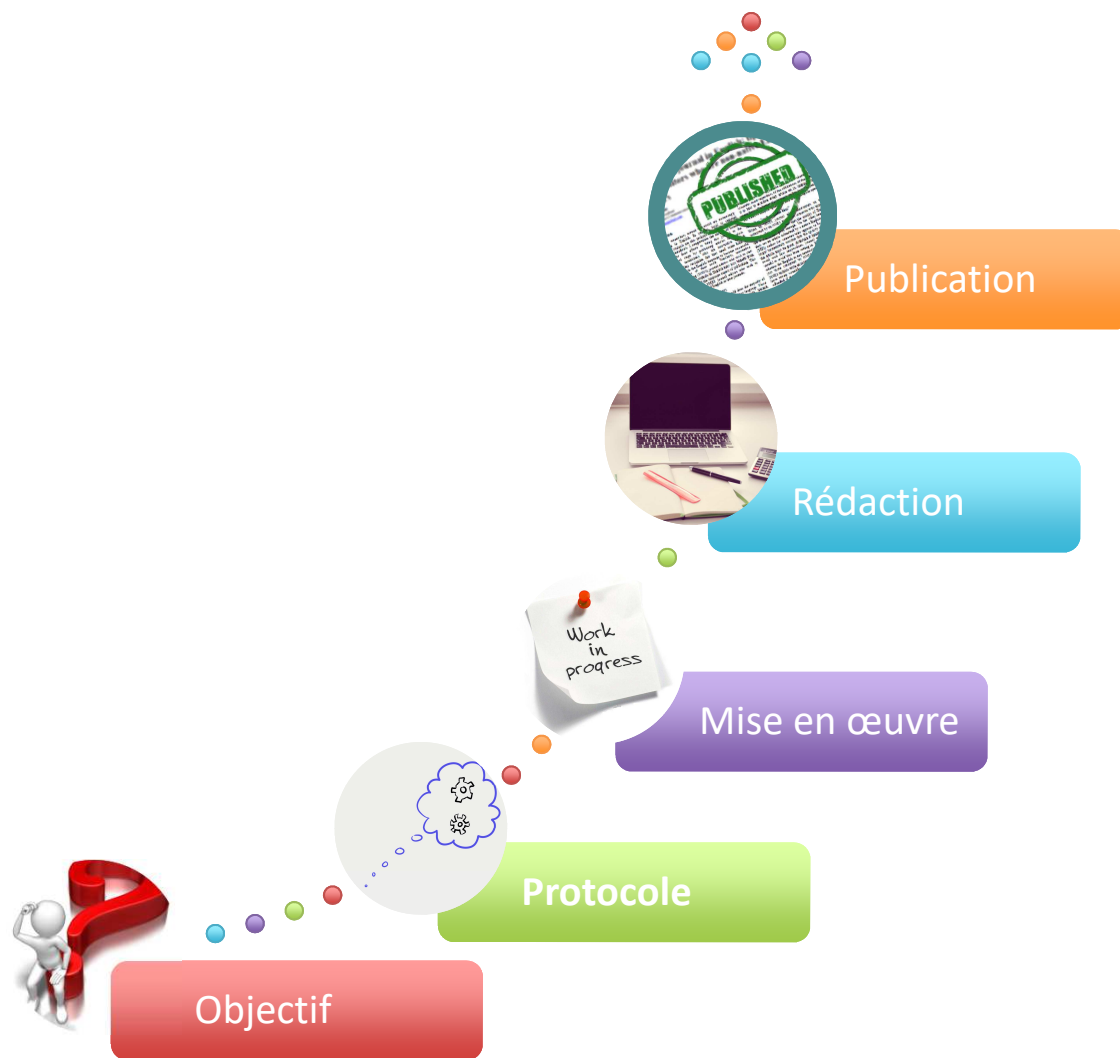 PUBLISHED
Publication
Rédaction
Work
in
progress
Mise en œuvre
Protocole
Objectif